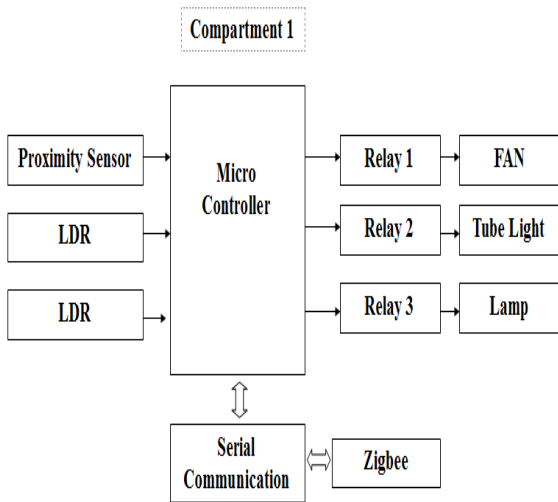 Compartment 1
Proximity Sensor
LDR
LDR
Micro
Controller
Relay 1
FAN
Relay 2
Tube Light
Relay 3
Lamp
Serial
Communication
Zigbee